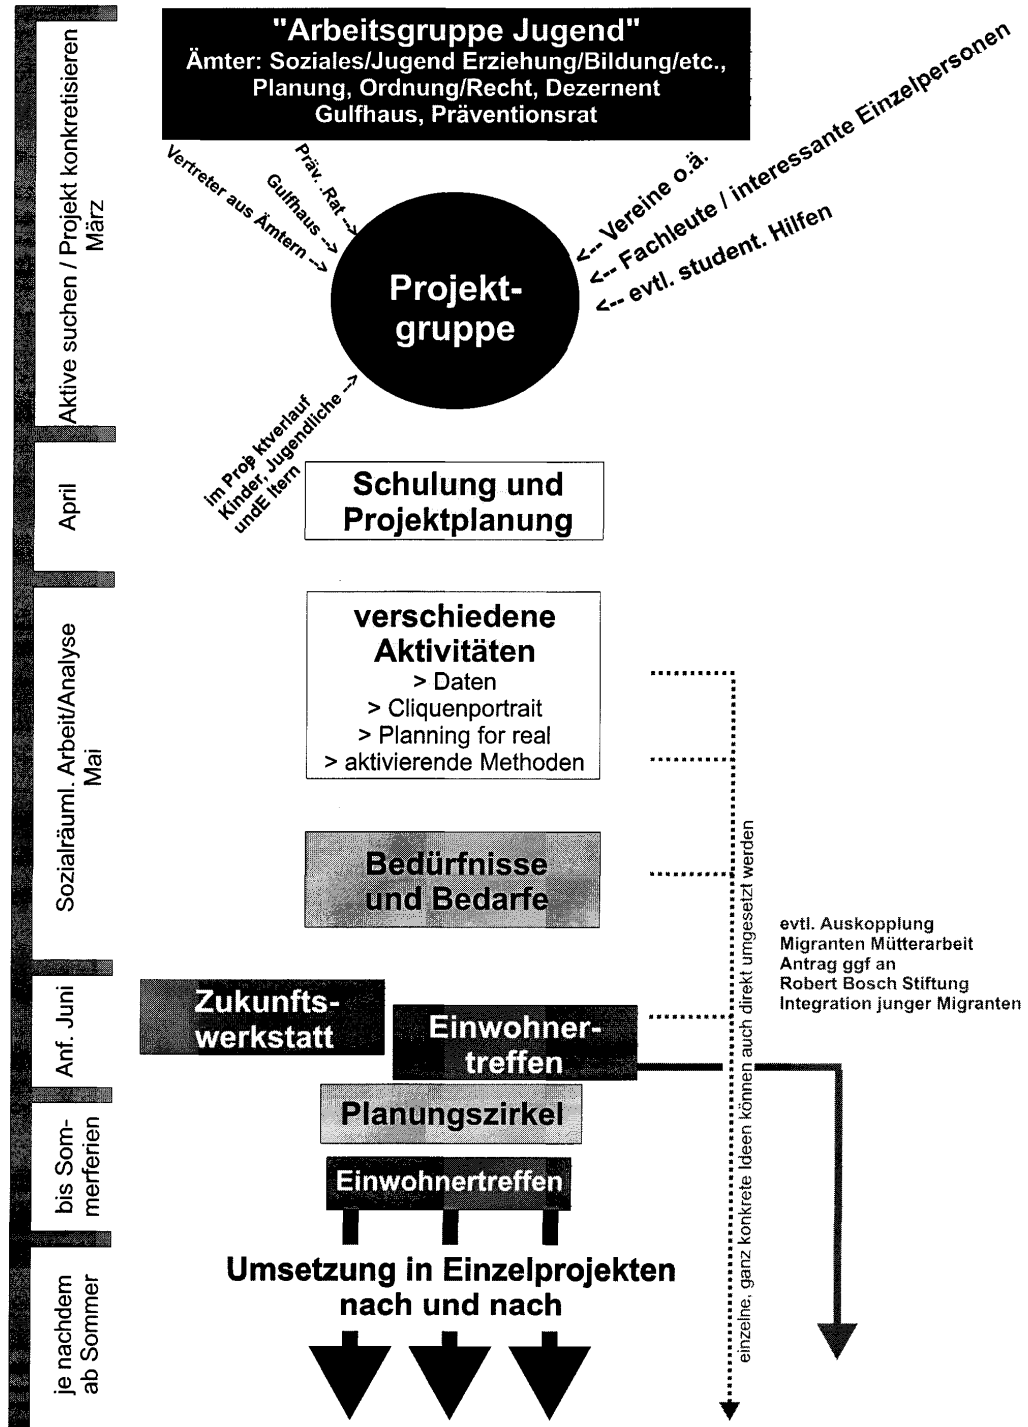 "Arbeitsgruppe Jugend"
Ämter: Soziales/Jugend Erziehung/Bildung/etc.,
Planung, Ordnung/Recht, Dezernent
Gulfhaus, Präventionsrat
Aktive suchen / Projekt konkretisieren
März
Vertreter aus Ämtern -->
Gulfhaus -->
Präv. .Rat -->
<-- Vereine o.ä.
<-- Fachleute / interessante Einzelpersonen
<-- evtl. student. Hilfen
Projekt-
gruppe
im Projektverlauf
Kinder, Jugendliche -->
undE ltern
April
Schulung und
Projektplanung
Sozialräuml. Arbeit/Analyse
Mai
verschiedene
Aktivitäten
> Daten
> Cliquenportrait
> Planning for real
> aktivierende Methoden
Bedürfnisse
und Bedarfe
einzelne, ganz konkrete Ideen können auch direkt umgesetzt werden
evtl. Auskopplung
Migranten Mütterarbeit
Antrag ggf an
Robert Bosch Stiftung
Integration junger Migranten
Anf. Juni
Zukunfts-
werkstatt
Einwohner-
treffen
bis Som-
merferien
Planungszirkel
Einwohnertreffen
je nachdem
ab Sommer
Umsetzung in Einzelprojekten
nach und nach